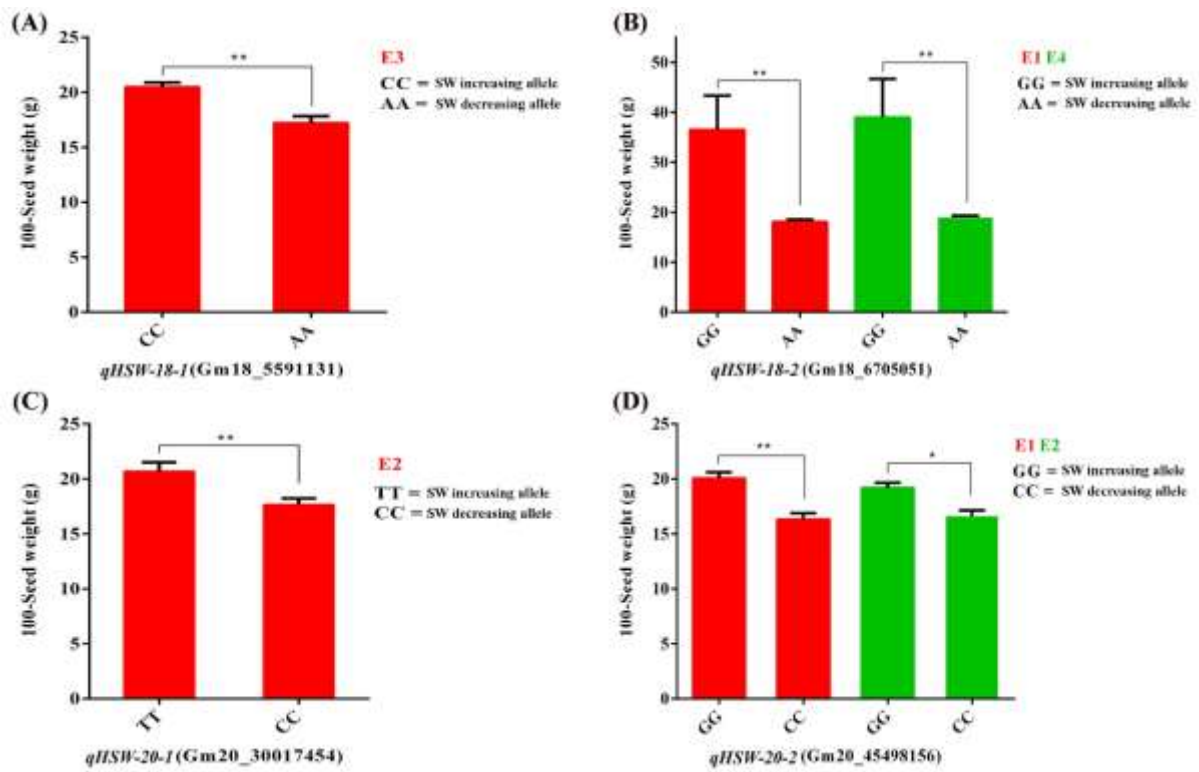 (A)
25
20
15
10
5
0
100-Seed weight (g)
**
CC
AA
qHSW-18-1(Gm18_5591131)
E3
CC = SW increasing allele
AA = SW decreasing allele
(B)
50
40
30
20
10
0
100-Seed weight (g)
**
**
GG
AA
GG
AA
qHSW-18-2(Gm18_6705051)
E1 E4
GG = SW increasing allele
AA = SW decreasing allele
(C)
25
20
15
10
5
0
100-Seed weight (g)
**
TT
CC
qHSW-20-1(Gm20_30017454)
E2
TT = SW increasing allele
CC = SW decreasing allele
(D)
25
20
15
10
5
0
100-Seed weight (g)
**
*
GG
CC
GG
CC
qHSW-20-2(Gm20_45498156)
E1 E2
GG = SW increasing allele
CC = SW decreasing allele